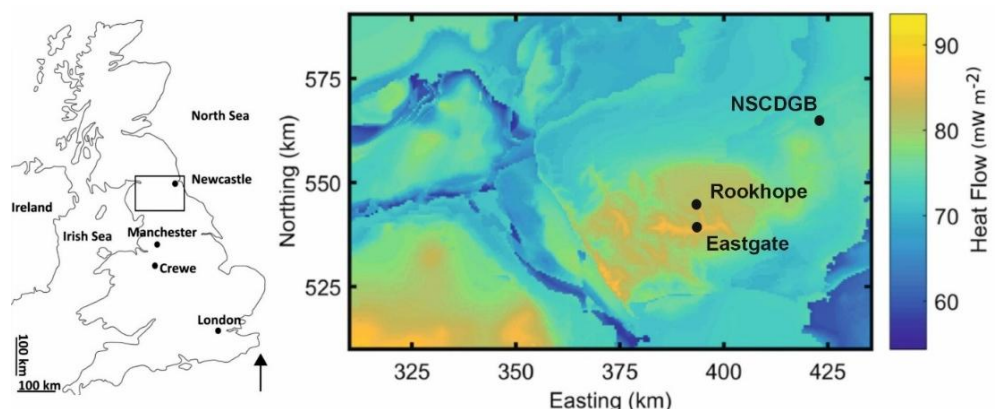 North Sea
Newcastle
Ireland
Irish Sea
Manchester
Crewe
London
100 km
100 km
575
550
525
Northing (km)
NSCDGB
Rookhope
Eastgate
325
350
375
400
425
Easting (km)
90
80
70
60
Heat Flow (mW m-2)